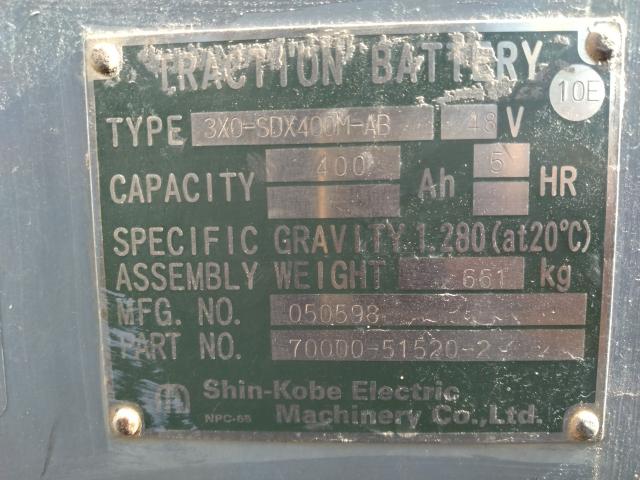 TRACTION BATTERY
10E
TYPE 3X0-SDX400M-AB 48 V
CAPACITY 400 Ah 5 HR
SPECIFIC GRAVITY 1.280 (at20°C)
ASSEMBLY WEIGHT 661 kg
MFG. NO. 050598
PART NO. 70000-51520-2
Shin-Kobe Electric
Machinery Co.,Ltd.
NPC-65